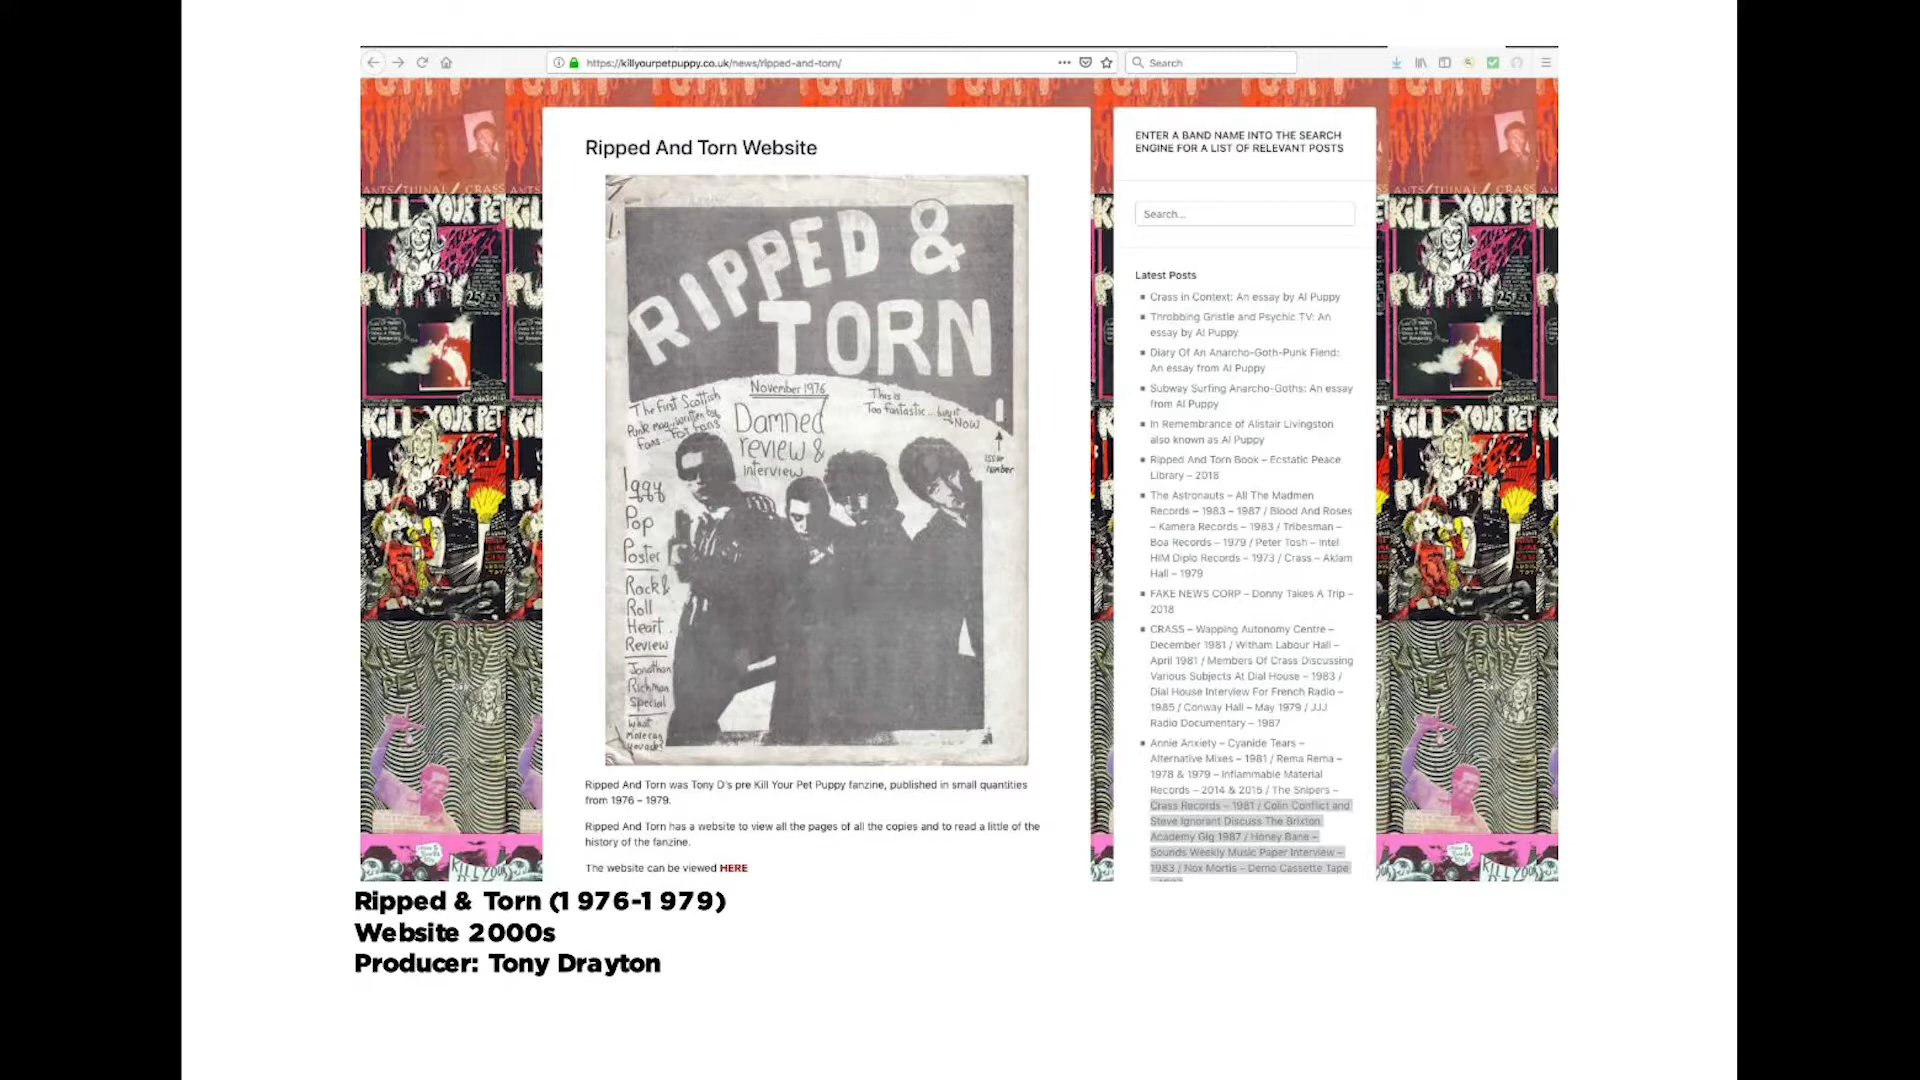 https://killyourpetpuppy.co.uk/news/ripped-and-torn/
Search
Ripped And Torn Website
RIPPED &
TORN
November 1976
The First Scottish
Punk mag, written by
fans... For fans
Damned
review &
interview
This is
Too fantastic... buy it
Now
issue
number
Iggy
Pop
Poster
Rock &
Roll
Heart
Review
Jonathan
Richman
Special
What
more can
you ask?
Ripped And Torn was Tony D's pre Kill Your Pet Puppy fanzine, published in small quantities
from 1976 – 1979.
Ripped And Torn has a website to view all the pages of all the copies and to read a little of the
history of the fanzine.
The website can be viewed HERE
ENTER A BAND NAME INTO THE SEARCH
ENGINE FOR A LIST OF RELEVANT POSTS
Search...
Latest Posts
Crass in Context: An essay by Al Puppy
Throbbing Gristle and Psychic TV: An
essay by Al Puppy
Diary Of An Anarcho-Goth-Punk Fiend:
An essay from Al Puppy
Subway Surfing Anarcho-Goths: An essay
from Al Puppy
In Remembrance of Alistair Livingston
also known as Al Puppy
Ripped And Torn Book – Ecstatic Peace
Library – 2018
The Astronauts – All The Madmen
Records – 1983 – 1987 / Blood And Roses
– Kamera Records – 1983 / Tribesman –
Boa Records – 1979 / Peter Tosh – Intel
HIM Diplo Records – 1973 / Crass – Aklam
Hall – 1979
FAKE NEWS CORP – Donny Takes A Trip –
2018
CRASS – Wapping Autonomy Centre –
December 1981 / Witham Labour Hall –
April 1981 / Members Of Crass Discussing
Various Subjects At Dial House – 1983 /
Dial House Interview For French Radio –
1985 / Conway Hall – May 1979 / JJJ
Radio Documentary – 1987
Annie Anxiety – Cyanide Tears –
Alternative Mixes – 1981 / Rema Rema –
1978 & 1979 – Inflammable Material
Records – 2014 & 2016 / The Snipers –
Crass Records – 1981 / Colin Conflict and
Steve Ignorant Discuss The Brixton
Academy Gig 1987 / Honey Bane –
Sounds Weekly Music Paper Interview –
1983 / Nox Mortis – Demo Cassette Tape
ANTS/TUINAL/CRASS
KILL YOUR PET
PUPPY
KILL YOUR PET
Ripped & Torn (1976-1979)
Website 2000s
Producer: Tony Drayton